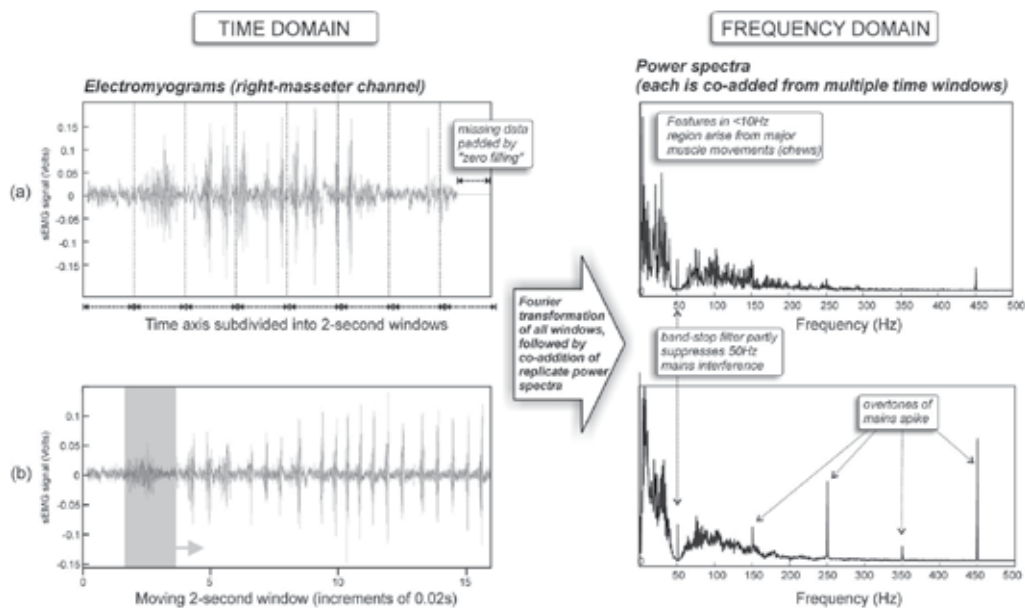 TIME DOMAIN
FREQUENCY DOMAIN
Electromyograms (right-masseter channel)
Power spectra
(each is co-added from multiple time windows)
(a)
sEMG signal (Volts)
0.15
0.1
0.05
0
-0.05
-0.1
-0.15
missing data
padded by
"zero filling"
Time axis subdivided into 2-second windows
Features in <10Hz
region arise from major
muscle movements (chews)
0
50
100
150
200
250
300
350
400
450
500
Frequency (Hz)
Fourier
transformation
of all windows,
followed by
co-addition of
replicate power
spectra
band-stop filter partly
suppresses 50Hz
mains interference
(b)
sEMG signal (Volts)
0.1
0.05
0
-0.05
-0.1
-0.15
0
5
10
15
Moving 2-second window (increments of 0.02s)
overtones of
mains spike
0
50
100
150
200
250
300
350
400
450
500
Frequency (Hz)